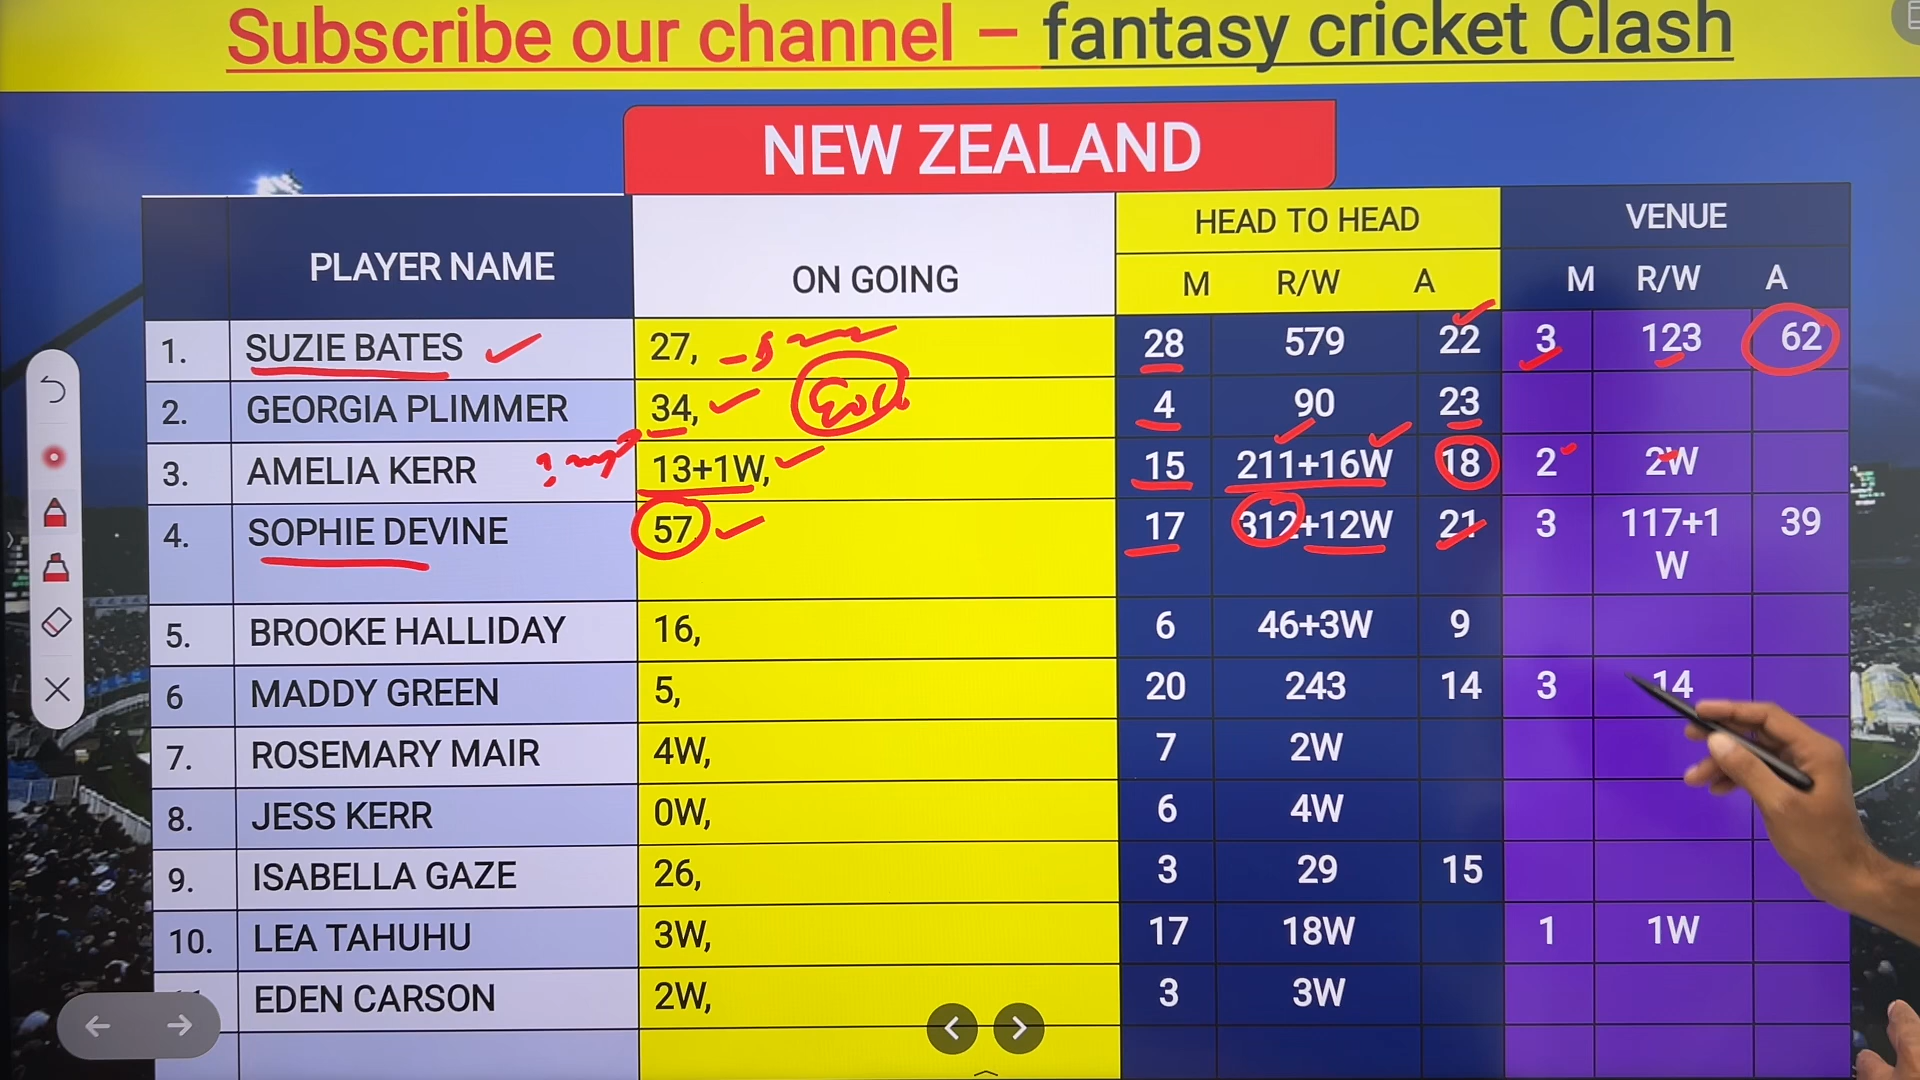 Subscribe our channel – fantasy cricket Clash
NEW ZEALAND
PLAYER NAME ON GOING HEAD TO HEAD VENUE
M R/W A M R/W A
1. SUZIE BATES 27, 28 579 22 3 123 62
2. GEORGIA PLIMMER 34, 4 90 23
3. AMELIA KERR 13+1W, 15 211+16W 18 2 2W
4. SOPHIE DEVINE 57 17 312+12W 21 3 117+1 39
W
5. BROOKE HALLIDAY 16, 6 46+3W 9
6 MADDY GREEN 5, 20 243 14 3 14
7. ROSEMARY MAIR 4W, 7 2W
8. JESS KERR 0W, 6 4W
9. ISABELLA GAZE 26, 3 29 15
10. LEA TAHUHU 3W, 17 18W 1 1W
EDEN CARSON 2W, 3 3W